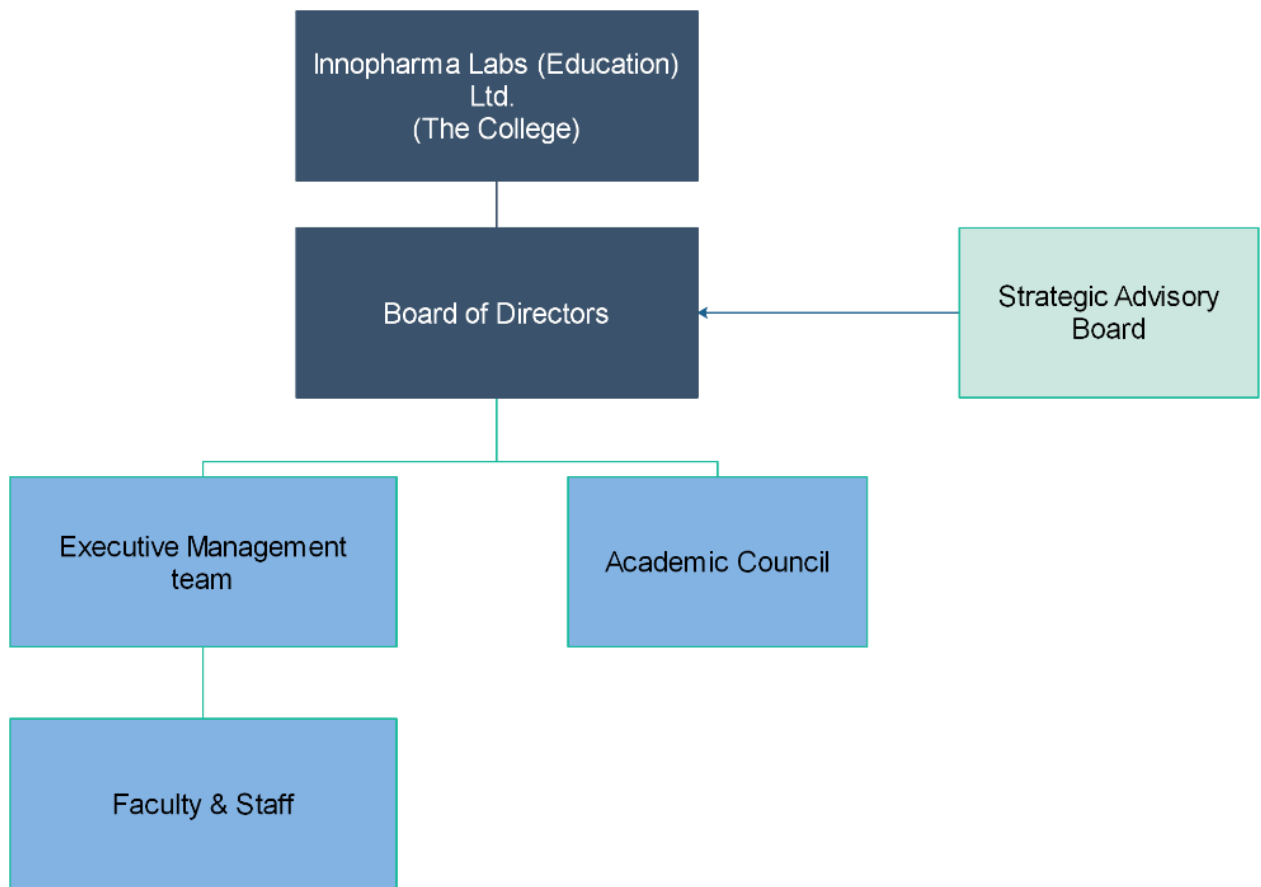 Innopharma Labs (Education)
Ltd.
(The College)
Board of Directors
Strategic Advisory
Board
Executive Management
team
Academic Council
Faculty & Staff